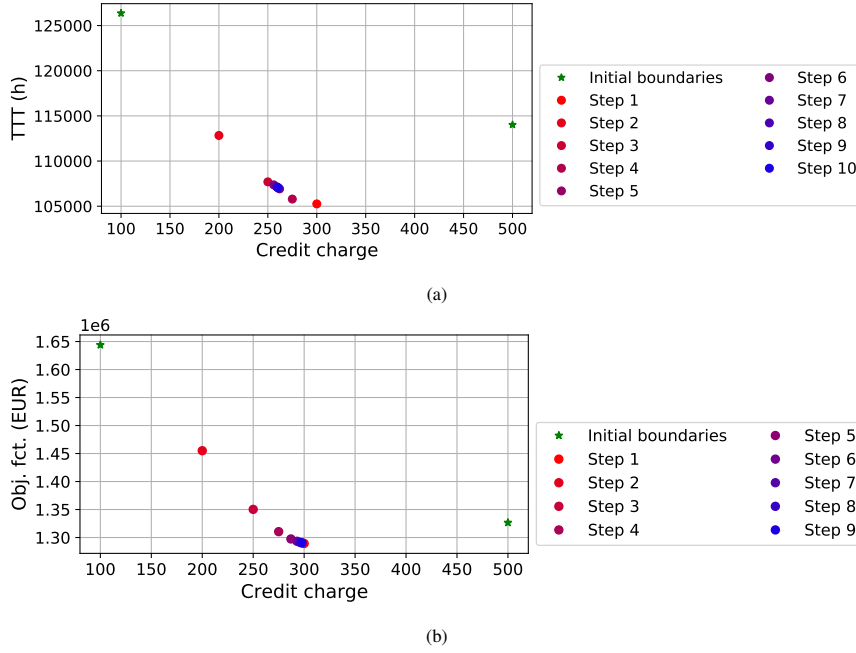 125000
120000
115000
110000
105000
TTT (h)
100 150 200 250 300 350 400 450 500
Credit charge
Initial boundaries
Step 1
Step 2
Step 3
Step 4
Step 5
Step 6
Step 7
Step 8
Step 9
Step 10
(a)
1e6
1.65
1.60
1.55
1.50
1.45
1.40
1.35
1.30
Obj. fct. (EUR)
100 150 200 250 300 350 400 450 500
Credit charge
Initial boundaries
Step 1
Step 2
Step 3
Step 4
Step 5
Step 6
Step 7
Step 8
Step 9
(b)